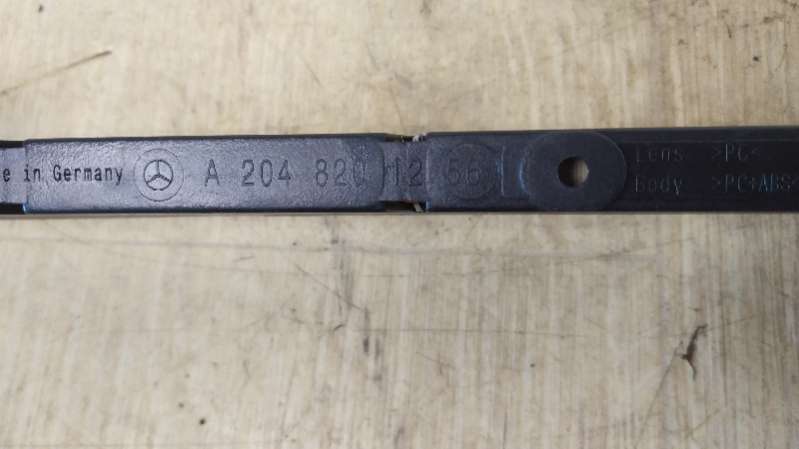 e in Germany A 204 820 12 56
Lens >PC<
Body >PC+ABS<